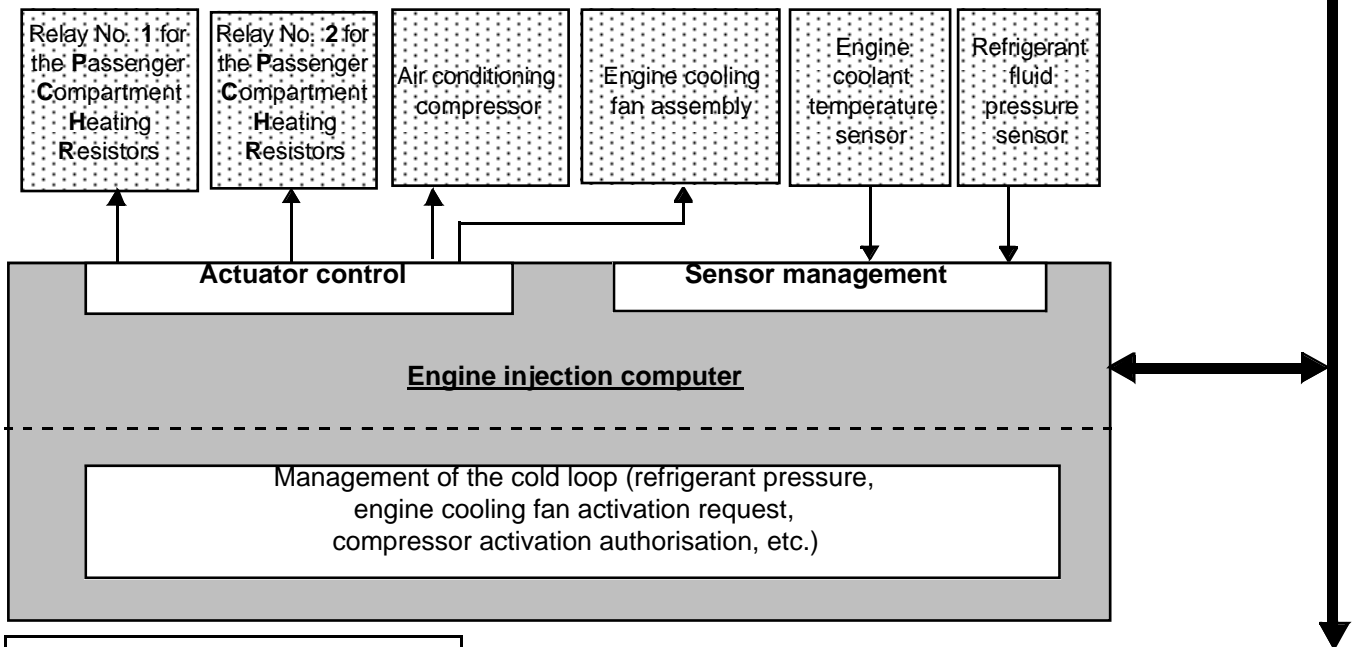 Relay No. 1 for
the Passenger
Compartment
Heating
Resistors
Relay No. 2 for
the Passenger
Compartment
Heating
Resistors
Air conditioning
compressor
Engine cooling
fan assembly
Engine
coolant
temperature
sensor
Refrigerant
fluid
pressure
sensor
Actuator control
Sensor management
Engine injection computer
Management of the cold loop (refrigerant pressure,
engine cooling fan activation request,
compressor activation authorisation, etc.)